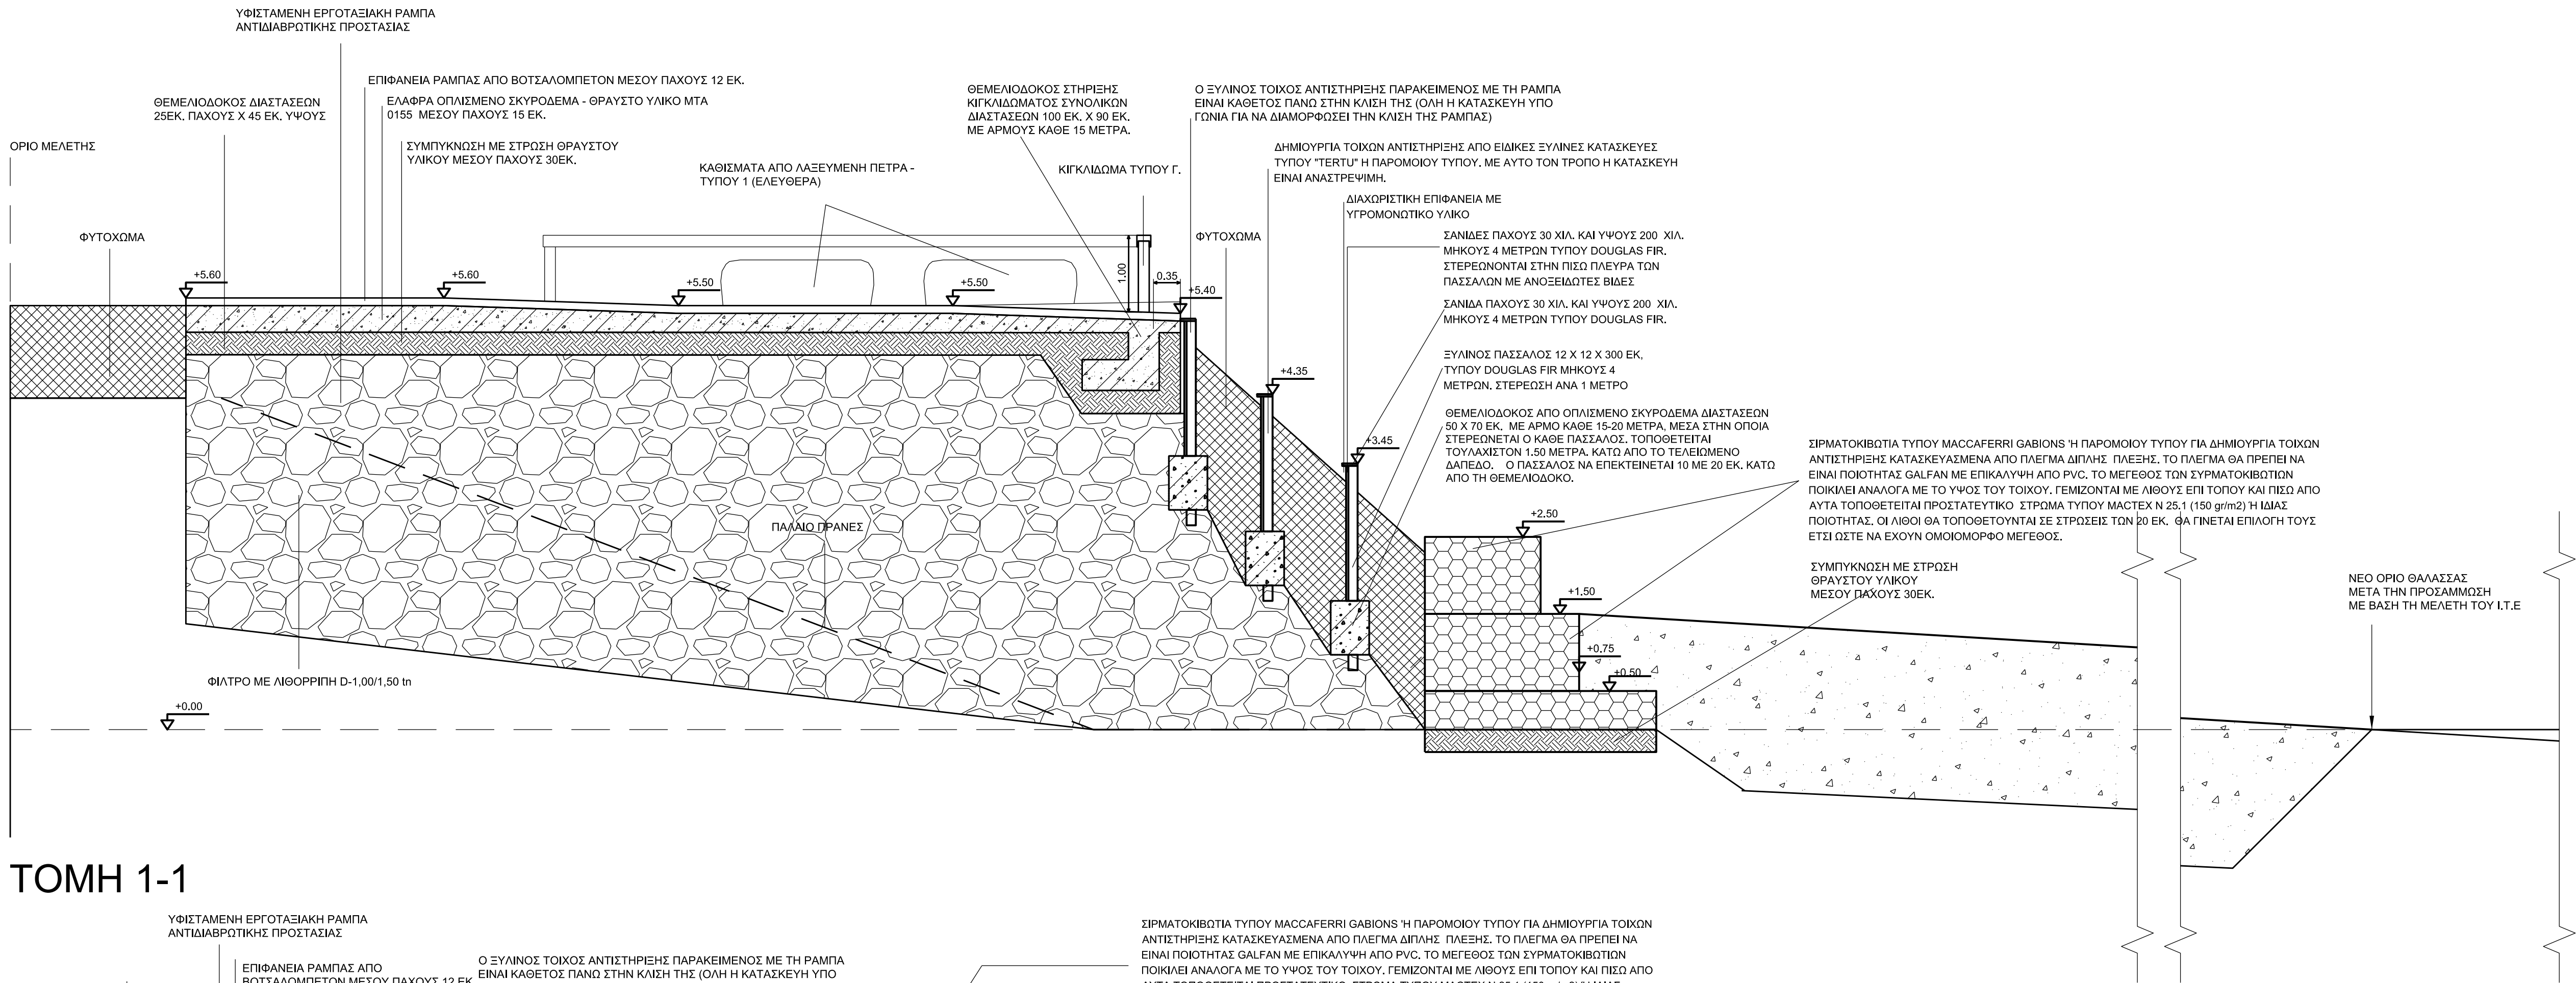 ΥΦΙΣΤΑΜΕΝΗ ΕΡΓΟΤΑΞΙΑΚΗ ΡΑΜΠΑ
ΑΝΤΙΔΙΑΒΡΩΤΙΚΗΣ ΠΡΟΣΤΑΣΙΑΣ
ΕΠΙΦΑΝΕΙΑ ΡΑΜΠΑΣ ΑΠΟ ΒΟΤΣΑΛΟΜΠΕΤΟΝ ΜΕΣΟΥ ΠΑΧΟΥΣ 12 ΕΚ.
ΘΕΜΕΛΙΟΔΟΚΟΣ ΔΙΑΣΤΑΣΕΩΝ
25ΕΚ. ΠΑΧΟΥΣ Χ 45 ΕΚ. ΥΨΟΥΣ
ΕΛΑΦΡΑ ΟΠΛΙΣΜΕΝΟ ΣΚΥΡΟΔΕΜΑ - ΘΡΑΥΣΤΟ ΥΛΙΚΟ ΜΤΑ
0155 ΜΕΣΟΥ ΠΑΧΟΥΣ 15 ΕΚ.
ΟΡΙΟ ΜΕΛΕΤΗΣ
ΣΥΜΠΥΚΝΩΣΗ ΜΕ ΣΤΡΩΣΗ ΘΡΑΥΣΤΟΥ
ΥΛΙΚΟΥ ΜΕΣΟΥ ΠΑΧΟΥΣ 30ΕΚ.
ΚΑΘΙΣΜΑΤΑ ΑΠΟ ΛΑΞΕΥΜΕΝΗ ΠΕΤΡΑ -
ΤΥΠΟΥ 1 (ΕΛΕΥΘΕΡΑ)
ΘΕΜΕΛΙΟΔΟΚΟΣ ΣΤΗΡΙΞΗΣ
ΚΙΓΚΛΙΔΩΜΑΤΟΣ ΣΥΝΟΛΙΚΩΝ
ΔΙΑΣΤΑΣΕΩΝ 100 ΕΚ. Χ 90 ΕΚ.
ΜΕ ΑΡΜΟΥΣ ΚΑΘΕ 15 ΜΕΤΡΑ.
ΚΙΓΚΛΙΔΩΜΑ ΤΥΠΟΥ Γ.
Ο ΞΥΛΙΝΟΣ ΤΟΙΧΟΣ ΑΝΤΙΣΤΗΡΙΞΗΣ ΠΑΡΑΚΕΙΜΕΝΟΣ ΜΕ ΤΗ ΡΑΜΠΑ
ΕΙΝΑΙ ΚΑΘΕΤΟΣ ΠΑΝΩ ΣΤΗΝ ΚΛΙΣΗ ΤΗΣ (ΟΛΗ Η ΚΑΤΑΣΚΕΥΗ ΥΠΟ
ΓΩΝΙΑ ΓΙΑ ΝΑ ΔΙΑΜΟΡΦΩΣΕΙ ΤΗΝ ΚΛΙΣΗ ΤΗΣ ΡΑΜΠΑΣ)
ΔΗΜΙΟΥΡΓΙΑ ΤΟΙΧΩΝ ΑΝΤΙΣΤΗΡΙΞΗΣ ΑΠΟ ΕΙΔΙΚΕΣ ΞΥΛΙΝΕΣ ΚΑΤΑΣΚΕΥΕΣ
ΤΥΠΟΥ "TERTU" Η ΠΑΡΟΜΟΙΟΥ ΤΥΠΟΥ. ΜΕ ΑΥΤΟ ΤΟΝ ΤΡΟΠΟ Η ΚΑΤΑΣΚΕΥΗ
ΕΙΝΑΙ ΑΝΑΣΤΡΕΨΙΜΗ.
ΔΙΑΧΩΡΙΣΤΙΚΗ ΕΠΙΦΑΝΕΙΑ ΜΕ
ΥΓΡΟΜΟΝΩΤΙΚΟ ΥΛΙΚΟ
ΦΥΤΟΧΩΜΑ
ΦΥΤΟΧΩΜΑ
ΣΑΝΙΔΕΣ ΠΑΧΟΥΣ 30 ΧΙΛ. ΚΑΙ ΥΨΟΥΣ 200 ΧΙΛ.
ΜΗΚΟΥΣ 4 ΜΕΤΡΩΝ ΤΥΠΟΥ DOUGLAS FIR.
ΣΤΕΡΕΩΝΟΝΤΑΙ ΣΤΗΝ ΠΙΣΩ ΠΛΕΥΡΑ ΤΩΝ
ΠΑΣΣΑΛΩΝ ΜΕ ΑΝΟΞΕΙΔΩΤΕΣ ΒΙΔΕΣ
+5.60
+5.60
+5.50
+5.50
1.00
0.35
+5.40
ΣΑΝΙΔΑ ΠΑΧΟΥΣ 30 ΧΙΛ. ΚΑΙ ΥΨΟΥΣ 200 ΧΙΛ.
ΜΗΚΟΥΣ 4 ΜΕΤΡΩΝ ΤΥΠΟΥ DOUGLAS FIR.
ΞΥΛΙΝΟΣ ΠΑΣΣΑΛΟΣ 12 Χ 12 Χ 300 ΕΚ,
ΤΥΠΟΥ DOUGLAS FIR ΜΗΚΟΥΣ 4
ΜΕΤΡΩΝ. ΣΤΕΡΕΩΣΗ ΑΝΑ 1 ΜΕΤΡΟ
+4.35
ΘΕΜΕΛΙΟΔΟΚΟΣ ΑΠΟ ΟΠΛΙΣΜΕΝΟ ΣΚΥΡΟΔΕΜΑ ΔΙΑΣΤΑΣΕΩΝ
50 Χ 70 ΕΚ. ΜΕ ΑΡΜΟ ΚΑΘΕ 15-20 ΜΕΤΡΑ, ΜΕΣΑ ΣΤΗΝ ΟΠΟΙΑ
ΣΤΕΡΕΩΝΕΤΑΙ Ο ΚΑΘΕ ΠΑΣΣΑΛΟΣ. ΤΟΠΟΘΕΤΕΙΤΑΙ
ΤΟΥΛΑΧΙΣΤΟΝ 1.50 ΜΕΤΡΑ. ΚΑΤΩ ΑΠΟ ΤΟ ΤΕΛΕΙΩΜΕΝΟ
ΔΑΠΕΔΟ. Ο ΠΑΣΣΑΛΟΣ ΝΑ ΕΠΕΚΤΕΙΝΕΤΑΙ 10 ΜΕ 20 ΕΚ. ΚΑΤΩ
ΑΠΟ ΤΗ ΘΕΜΕΛΙΟΔΟΚΟ.
+3.45
ΣΙΡΜΑΤΟΚΙΒΩΤΙΑ ΤΥΠΟΥ MACCAFERRI GABIONS 'Η ΠΑΡΟΜΟΙΟΥ ΤΥΠΟΥ ΓΙΑ ΔΗΜΙΟΥΡΓΙΑ ΤΟΙΧΩΝ
ΑΝΤΙΣΤΗΡΙΞΗΣ ΚΑΤΑΣΚΕΥΑΣΜΕΝΑ ΑΠΟ ΠΛΕΓΜΑ ΔΙΠΛΗΣ ΠΛΕΞΗΣ. ΤΟ ΠΛΕΓΜΑ ΘΑ ΠΡΕΠΕΙ ΝΑ
ΕΙΝΑΙ ΠΟΙΟΤΗΤΑΣ GALFAN ΜΕ ΕΠΙΚΑΛΥΨΗ ΑΠΟ PVC. ΤΟ ΜΕΓΕΘΟΣ ΤΩΝ ΣΥΡΜΑΤΟΚΙΒΩΤΙΩΝ
ΠΟΙΚΙΛΕΙ ΑΝΑΛΟΓΑ ΜΕ ΤΟ ΥΨΟΣ ΤΟΥ ΤΟΙΧΟΥ. ΓΕΜΙΖΟΝΤΑΙ ΜΕ ΛΙΘΟΥΣ ΕΠΙ ΤΟΠΟΥ ΚΑΙ ΠΙΣΩ ΑΠΟ
ΑΥΤΑ ΤΟΠΟΘΕΤΕΙΤΑΙ ΠΡΟΣΤΑΤΕΥΤΙΚΟ ΣΤΡΩΜΑ ΤΥΠΟΥ MACTEX N 25.1 (150 gr/m2) Ή ΙΔΙΑΣ
ΠΟΙΟΤΗΤΑΣ. ΟΙ ΛΙΘΟΙ ΘΑ ΤΟΠΟΘΕΤΟΥΝΤΑΙ ΣΕ ΣΤΡΩΣΕΙΣ ΤΩΝ 20 ΕΚ. ΘΑ ΓΙΝΕΤΑΙ ΕΠΙΛΟΓΗ ΤΟΥΣ
ΕΤΣΙ ΩΣΤΕ ΝΑ ΕΧΟΥΝ ΟΜΟΙΟΜΟΡΦΟ ΜΕΓΕΘΟΣ.
+2.50
ΠΑΛΑΙΟ ΠΡΑΝΕΣ
ΣΥΜΠΥΚΝΩΣΗ ΜΕ ΣΤΡΩΣΗ
ΘΡΑΥΣΤΟΥ ΥΛΙΚΟΥ
ΜΕΣΟΥ ΠΑΧΟΥΣ 30ΕΚ.
ΝΕΟ ΟΡΙΟ ΘΑΛΑΣΣΑΣ
ΜΕΤΑ ΤΗΝ ΠΡΟΣΑΜΜΩΣΗ
ΜΕ ΒΑΣΗ ΤΗ ΜΕΛΕΤΗ ΤΟΥ Ι.Τ.Ε
+1,50
+0.75
+0.50
ΦΙΛΤΡΟ ΜΕ ΛΙΘΟΡΡΙΠΗ D-1,00/1,50 tn
+0.00
ΤΟΜΗ 1-1
ΥΦΙΣΤΑΜΕΝΗ ΕΡΓΟΤΑΞΙΑΚΗ ΡΑΜΠΑ
ΑΝΤΙΔΙΑΒΡΩΤΙΚΗΣ ΠΡΟΣΤΑΣΙΑΣ
ΕΠΙΦΑΝΕΙΑ ΡΑΜΠΑΣ ΑΠΟ
ΒΟΤΣΑΛΟΜΠΕΤΟΝ ΜΕΣΟΥ ΠΑΧΟΥΣ 12 ΕΚ.
Ο ΞΥΛΙΝΟΣ ΤΟΙΧΟΣ ΑΝΤΙΣΤΗΡΙΞΗΣ ΠΑΡΑΚΕΙΜΕΝΟΣ ΜΕ ΤΗ ΡΑΜΠΑ
ΕΙΝΑΙ ΚΑΘΕΤΟΣ ΠΑΝΩ ΣΤΗΝ ΚΛΙΣΗ ΤΗΣ (ΟΛΗ Η ΚΑΤΑΣΚΕΥΗ ΥΠΟ
ΣΙΡΜΑΤΟΚΙΒΩΤΙΑ ΤΥΠΟΥ MACCAFERRI GABIONS 'Η ΠΑΡΟΜΟΙΟΥ ΤΥΠΟΥ ΓΙΑ ΔΗΜΙΟΥΡΓΙΑ ΤΟΙΧΩΝ
ΑΝΤΙΣΤΗΡΙΞΗΣ ΚΑΤΑΣΚΕΥΑΣΜΕΝΑ ΑΠΟ ΠΛΕΓΜΑ ΔΙΠΛΗΣ ΠΛΕΞΗΣ. ΤΟ ΠΛΕΓΜΑ ΘΑ ΠΡΕΠΕΙ ΝΑ
ΕΙΝΑΙ ΠΟΙΟΤΗΤΑΣ GALFAN ΜΕ ΕΠΙΚΑΛΥΨΗ ΑΠΟ PVC. ΤΟ ΜΕΓΕΘΟΣ ΤΩΝ ΣΥΡΜΑΤΟΚΙΒΩΤΙΩΝ
ΠΟΙΚΙΛΕΙ ΑΝΑΛΟΓΑ ΜΕ ΤΟ ΥΨΟΣ ΤΟΥ ΤΟΙΧΟΥ. ΓΕΜΙΖΟΝΤΑΙ ΜΕ ΛΙΘΟΥΣ ΕΠΙ ΤΟΠΟΥ ΚΑΙ ΠΙΣΩ ΑΠΟ